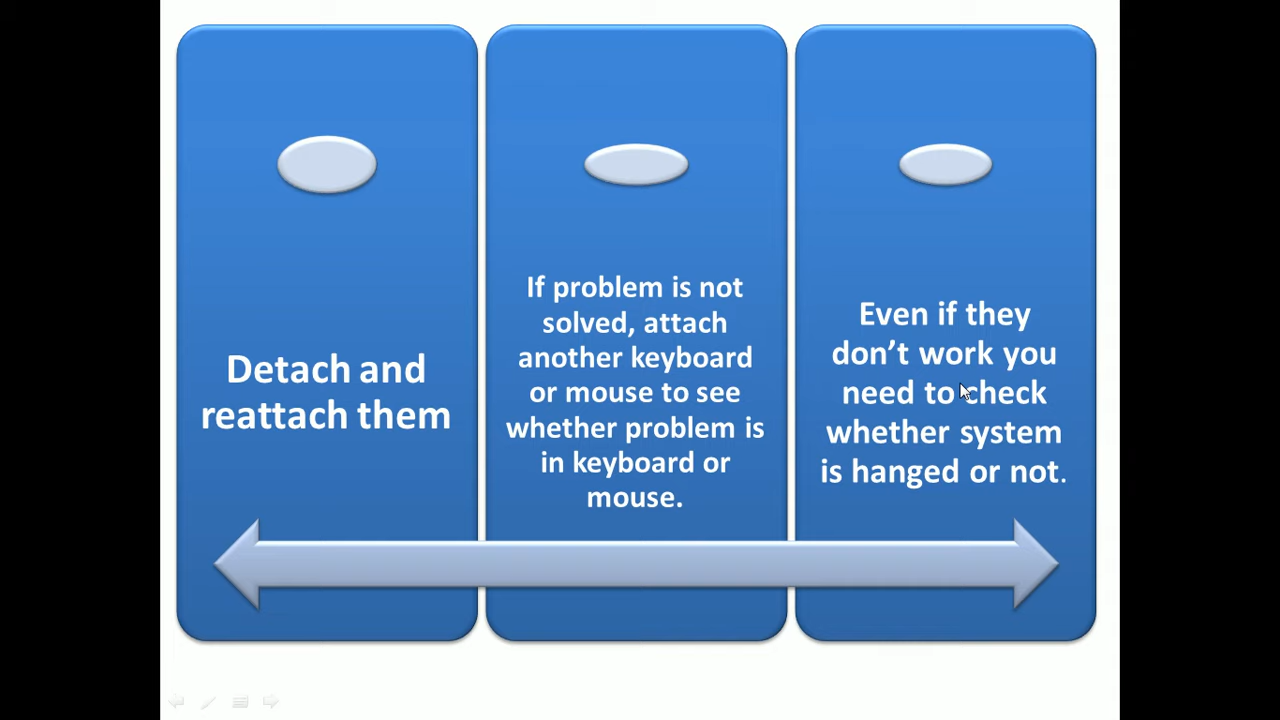 Detach and
reattach them
If problem is not
solved, attach
another keyboard
or mouse to see
whether problem is
in keyboard or
mouse.
Even if they
don’t work you
need to check
whether system
is hanged or not.